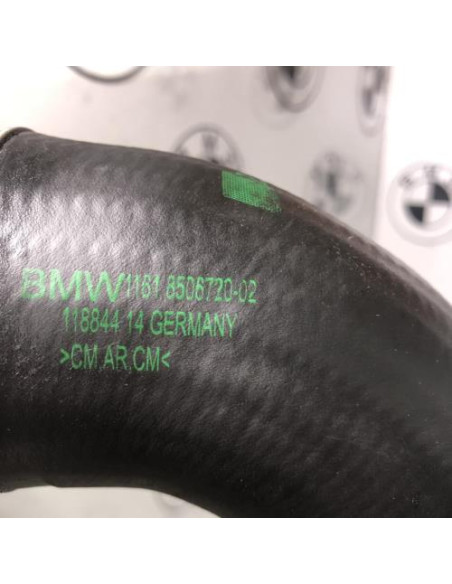 BMW 1161 8506720-02
118844 14 GERMANY
>CM,AR,CM<